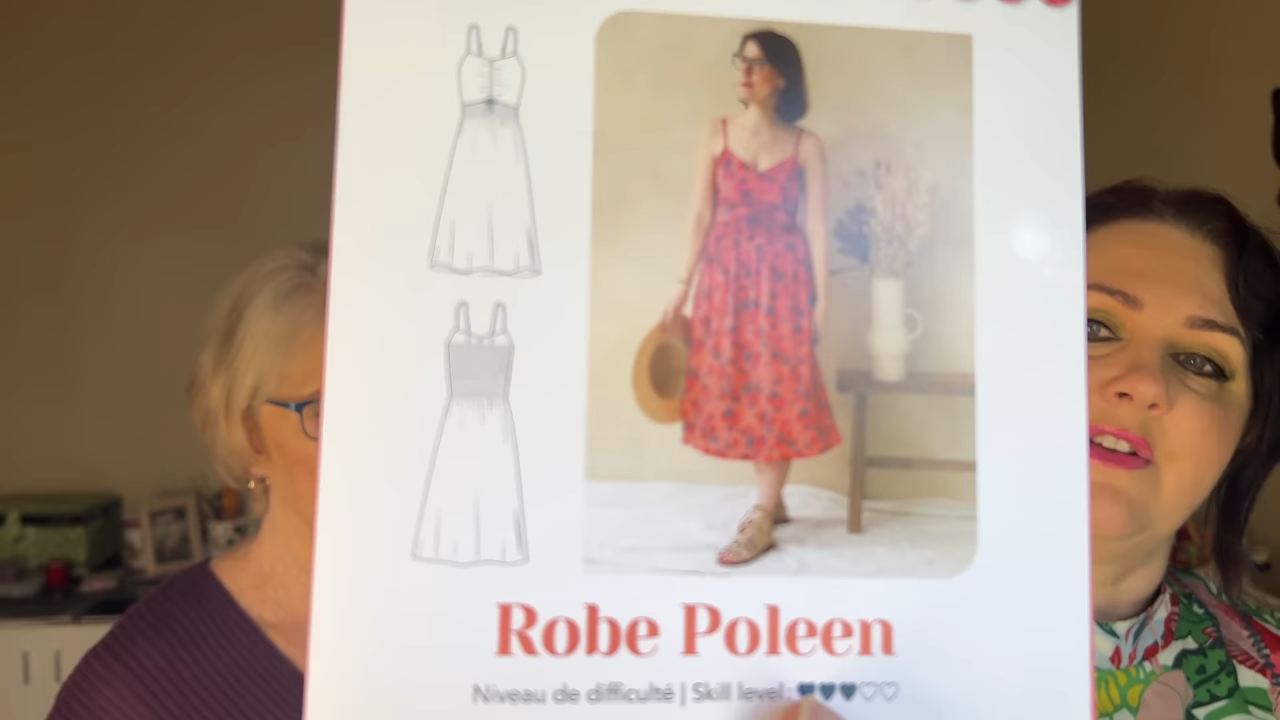 Robe Poleen
Niveau de difficulté | Skill level: ♥♥♥♡♡